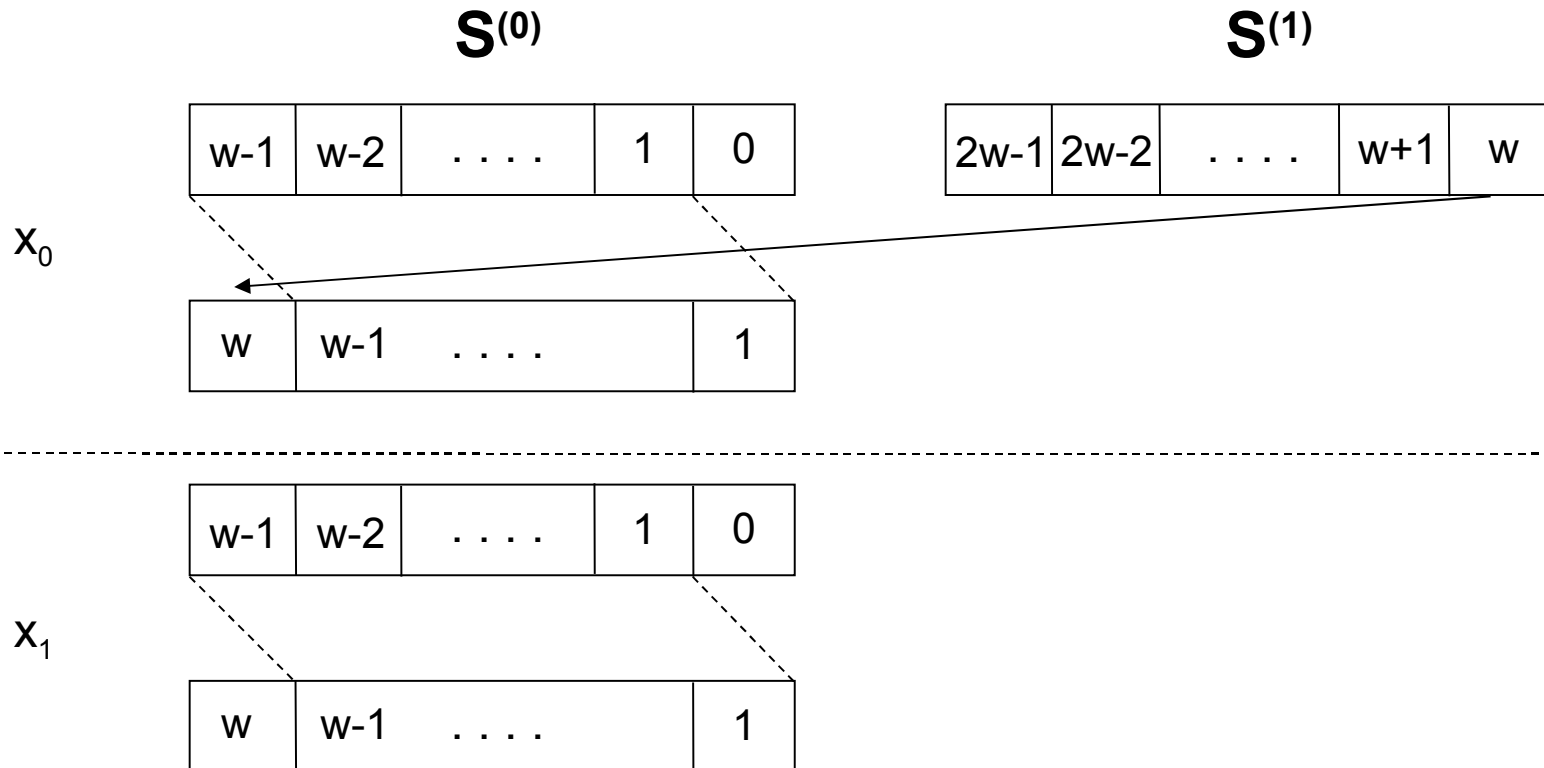 S(0) S(1)
w-1 w-2 . . . . 1 0 2w-1 2w-2 . . . . w+1 w
x0
w w-1 . . . . 1
w-1 w-2 . . . . 1 0
x1
w w-1 . . . . 1